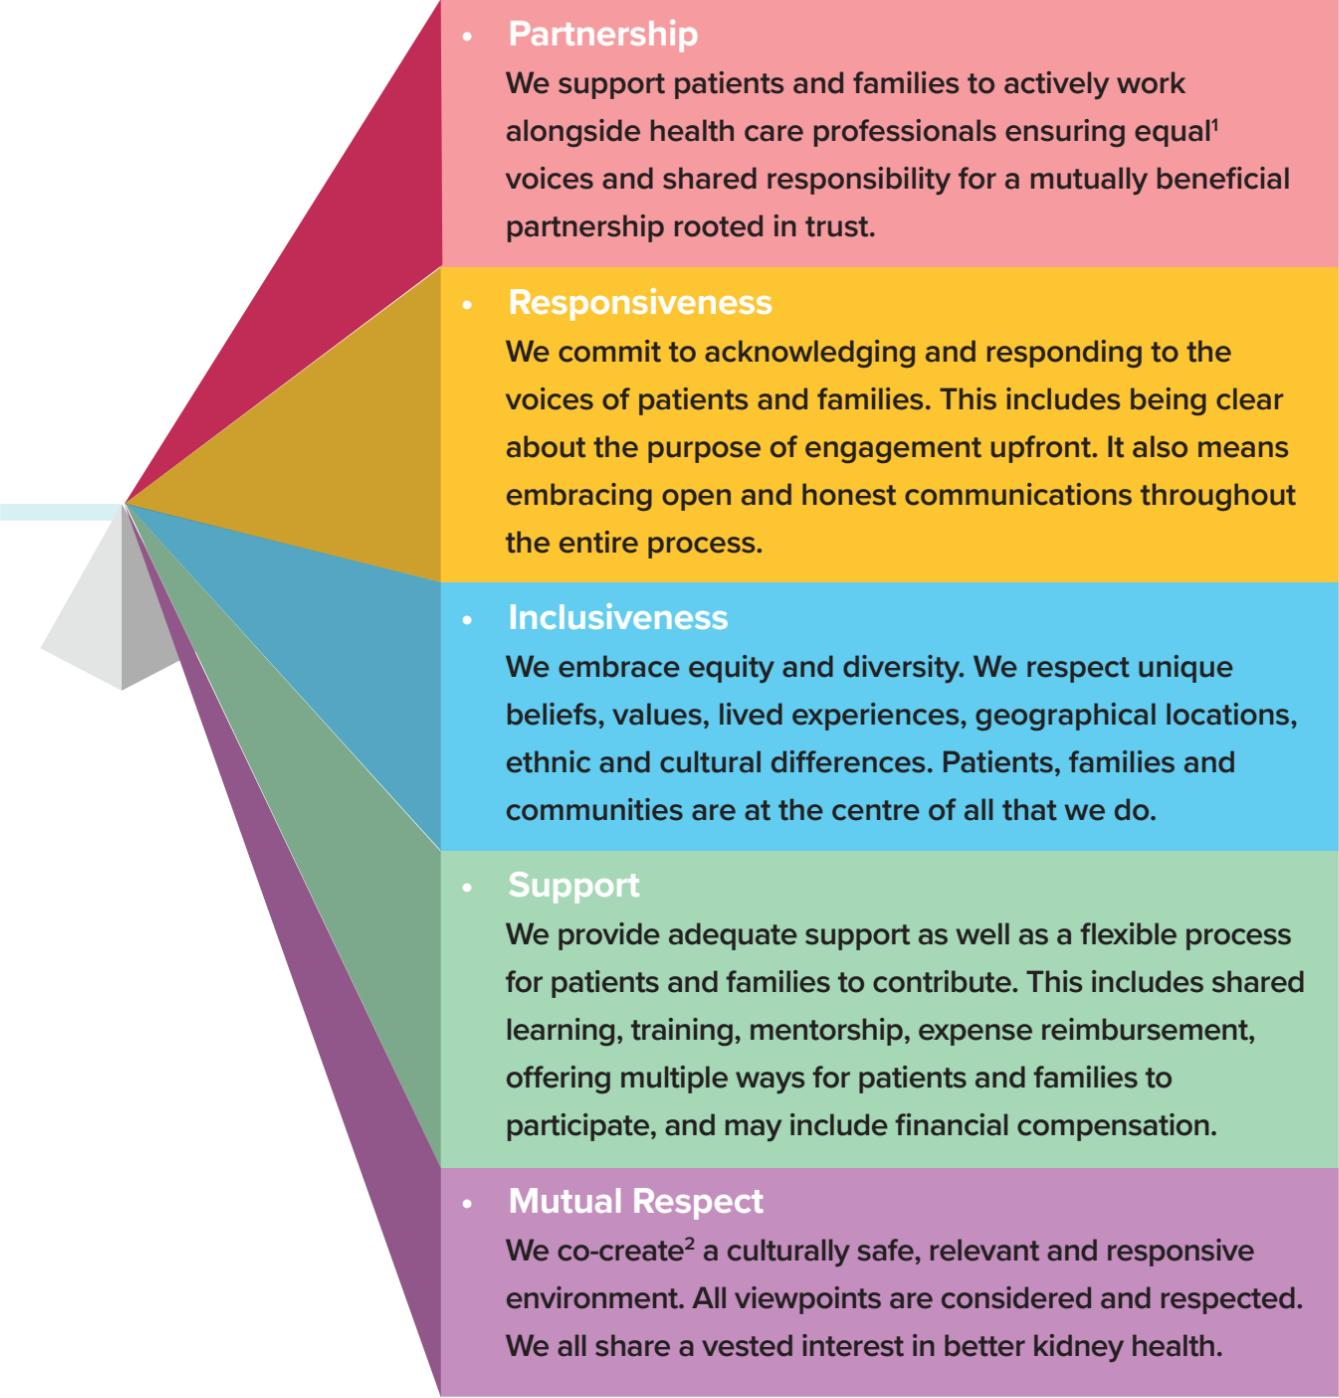 • Partnership
We support patients and families to actively work
alongside health care professionals ensuring equal¹
voices and shared responsibility for a mutually beneficial
partnership rooted in trust.
• Responsiveness
We commit to acknowledging and responding to the
voices of patients and families. This includes being clear
about the purpose of engagement upfront. It also means
embracing open and honest communications throughout
the entire process.
• Inclusiveness
We embrace equity and diversity. We respect unique
beliefs, values, lived experiences, geographical locations,
ethnic and cultural differences. Patients, families and
communities are at the centre of all that we do.
• Support
We provide adequate support as well as a flexible process
for patients and families to contribute. This includes shared
learning, training, mentorship, expense reimbursement,
offering multiple ways for patients and families to
participate, and may include financial compensation.
• Mutual Respect
We co-create² a culturally safe, relevant and responsive
environment. All viewpoints are considered and respected.
We all share a vested interest in better kidney health.